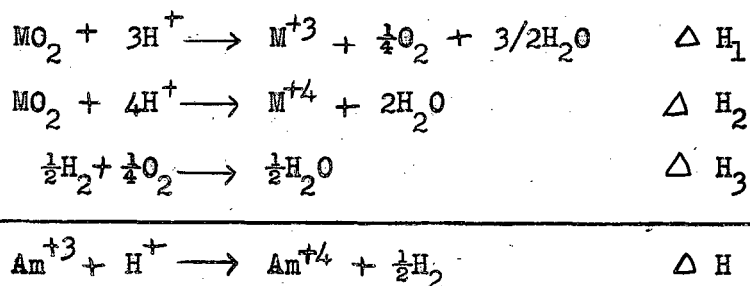 MO₂ + 3H⁺ ⟶ M⁺³ + ¼O₂ + 3/2H₂O △ H₁
MO₂ + 4H⁺ ⟶ M⁺⁴ + 2H₂O △ H₂
½H₂ + ¼O₂ ⟶ ½H₂O △ H₃
Am⁺³ + H⁺ ⟶ Am⁺⁴ + ½H₂ △ H